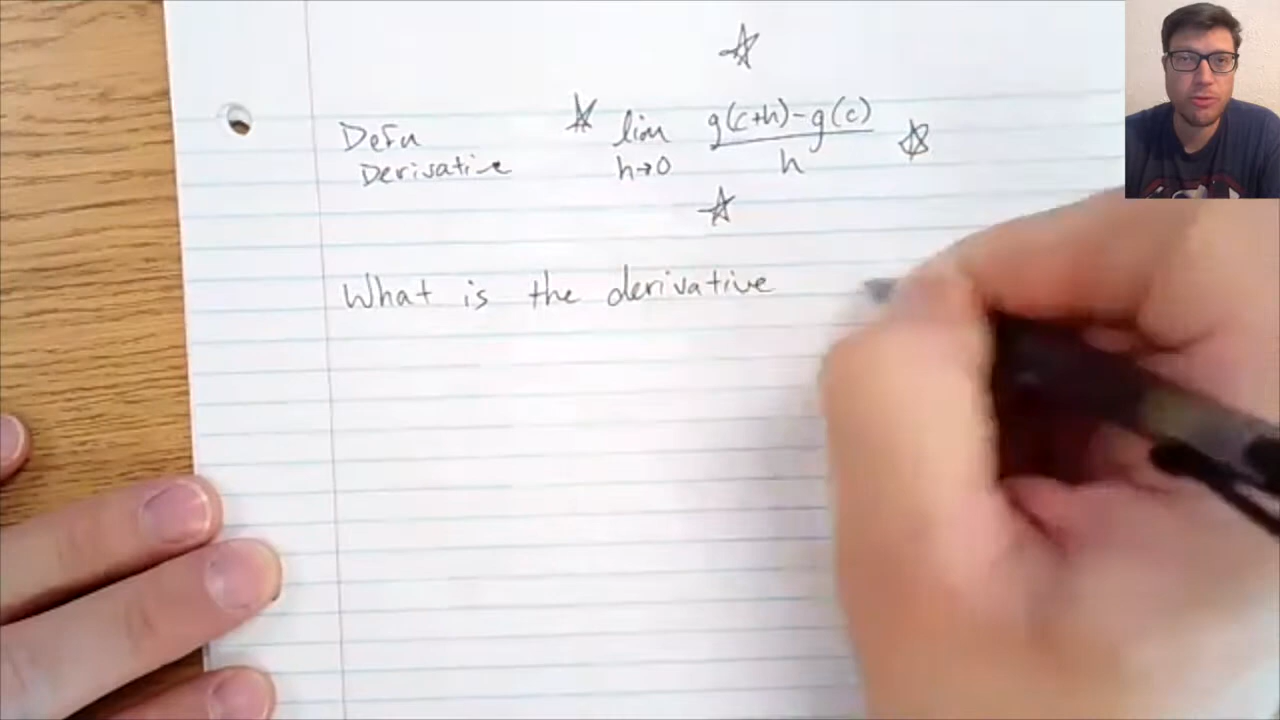 Defn
Derivative
lim h→0 g(c+h)-g(c) / h
What is the derivative